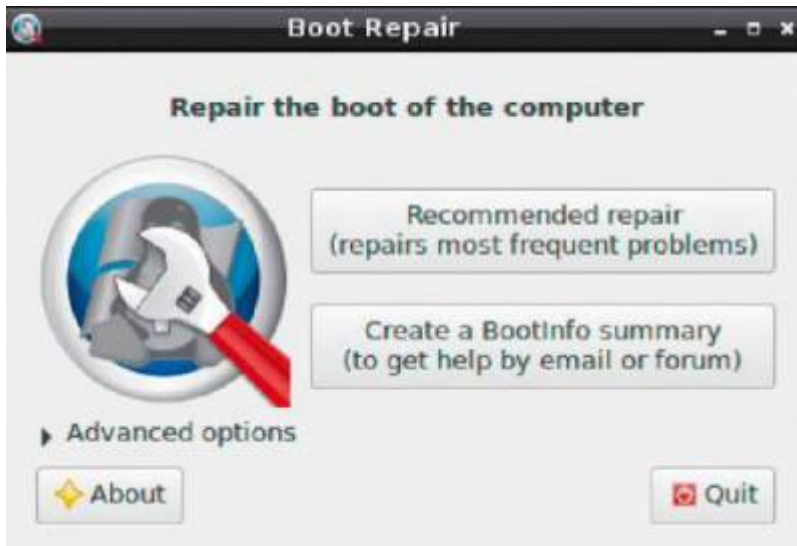 Boot Repair
Repair the boot of the computer
Recommended repair
(repairs most frequent problems)
Create a BootInfo summary
(to get help by email or forum)
Advanced options
About
Quit